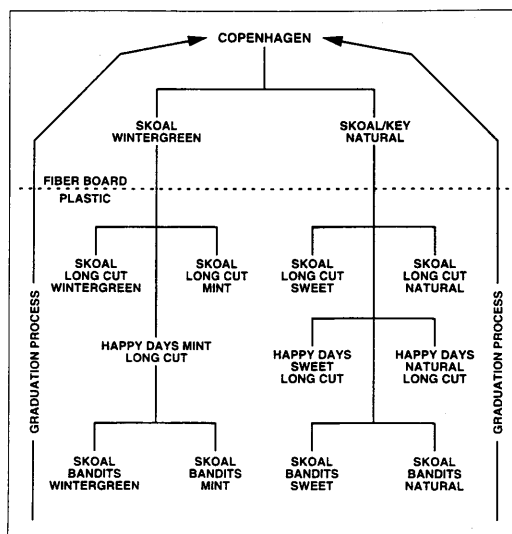 COPENHAGEN
SKOAL
WINTERGREEN
SKOAL/KEY
NATURAL
FIBER BOARD
PLASTIC
SKOAL
LONG CUT
WINTERGREEN
SKOAL
LONG CUT
MINT
SKOAL
LONG CUT
SWEET
SKOAL
LONG CUT
NATURAL
HAPPY DAYS MINT
LONG CUT
HAPPY DAYS
SWEET
LONG CUT
HAPPY DAYS
NATURAL
LONG CUT
SKOAL
BANDITS
WINTERGREEN
SKOAL
BANDITS
MINT
SKOAL
BANDITS
SWEET
SKOAL
BANDITS
NATURAL
GRADUATION PROCESS
GRADUATION PROCESS